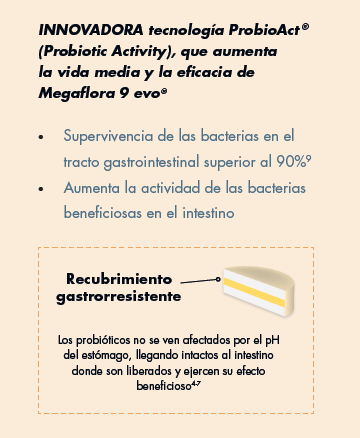 INNOVADORA tecnología ProbioAct®
(Probiotic Activity), que aumenta
la vida media y la eficacia de
Megaflora 9 evo®
• Supervivencia de las bacterias en el
tracto gastrointestinal superior al 90%⁹
• Aumenta la actividad de las bacterias
beneficiosas en el intestino
Recubrimiento
gastrorresistente
Los probióticos no se ven afectados por el pH
del estómago, llegando intactos al intestino
donde son liberados y ejercen su efecto
beneficioso⁴⁻⁷